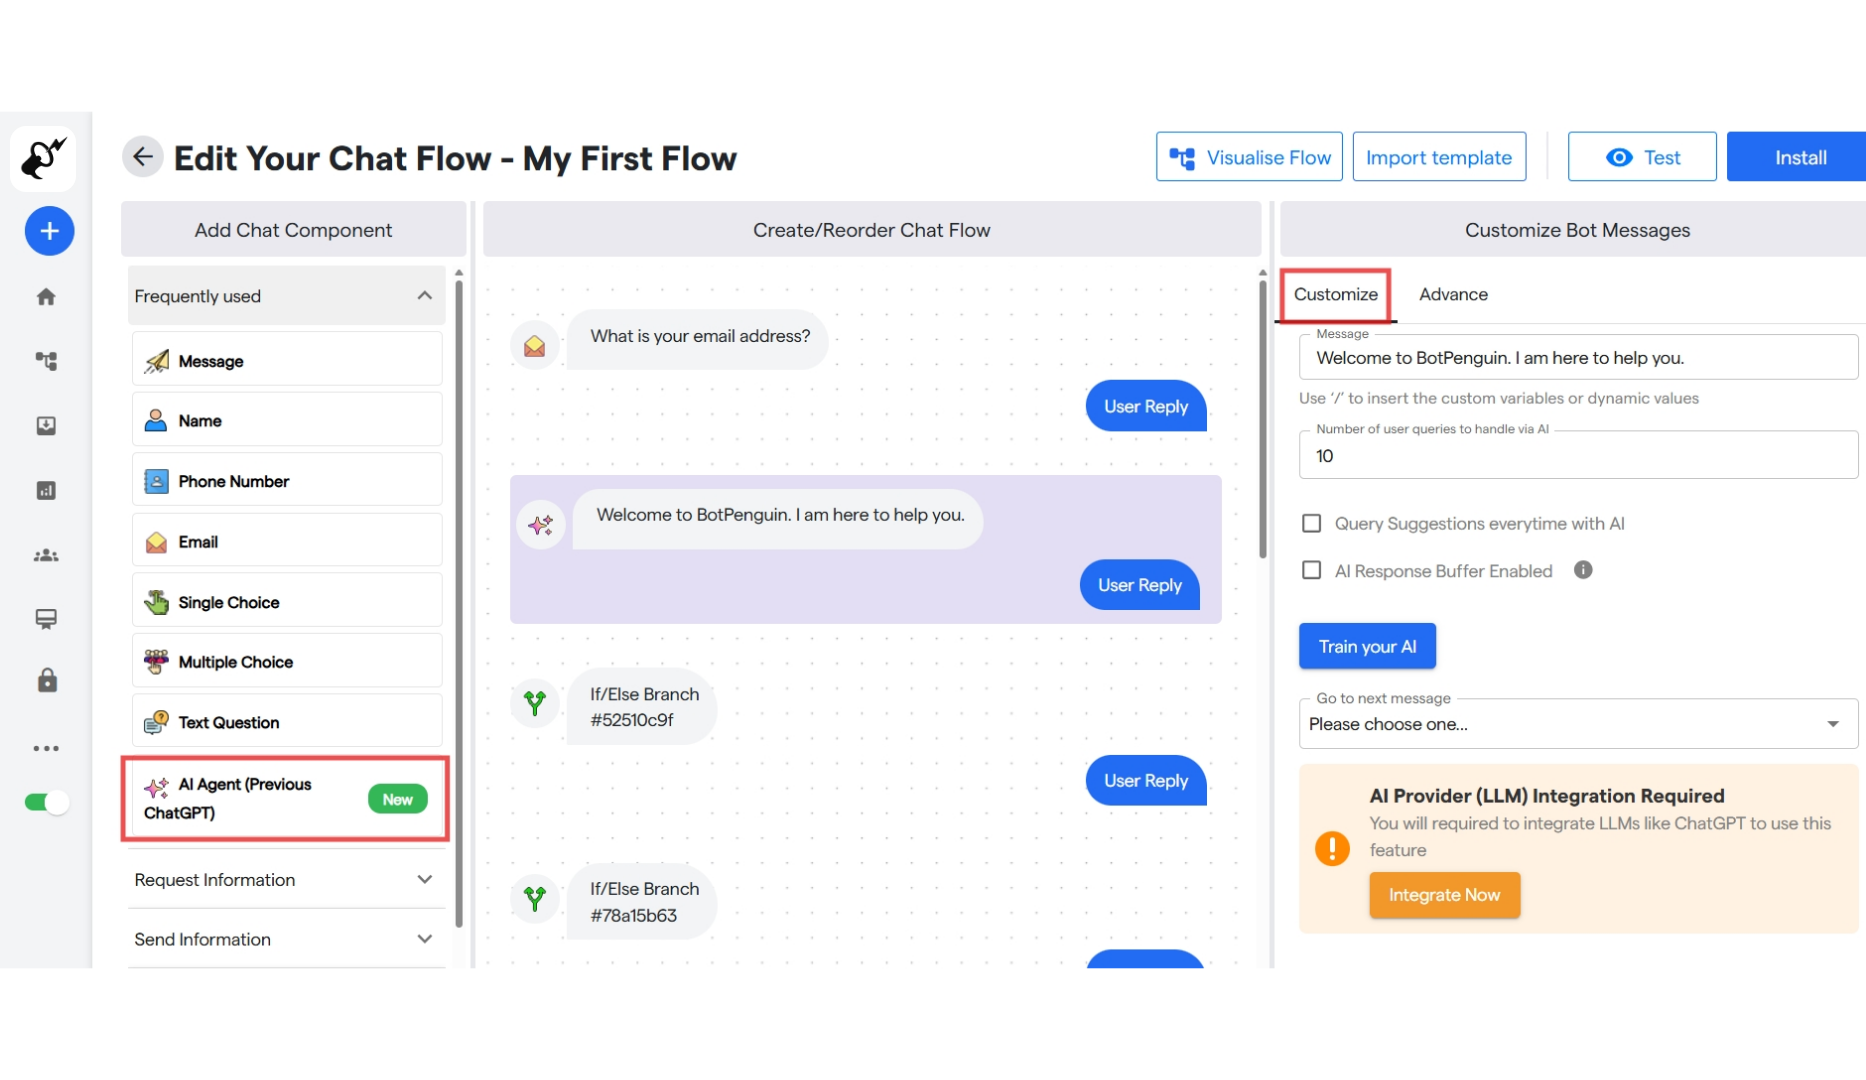 Edit Your Chat Flow - My First Flow
Visualise Flow
Import template
Test
Install
Add Chat Component
Frequently used
Message
Name
Phone Number
Email
Single Choice
Multiple Choice
Text Question
AI Agent (Previous
ChatGPT)
New
Request Information
Send Information
Create/Reorder Chat Flow
What is your email address?
User Reply
Welcome to BotPenguin. I am here to help you.
User Reply
If/Else Branch
#52510c9f
User Reply
If/Else Branch
#78a15b63
Customize Bot Messages
Customize
Advance
Message
Welcome to BotPenguin. I am here to help you.
Use '/' to insert the custom variables or dynamic values
Number of user queries to handle via AI
10
Query Suggestions everytime with AI
AI Response Buffer Enabled
Train your AI
Go to next message
Please choose one...
AI Provider (LLM) Integration Required
You will required to integrate LLMs like ChatGPT to use this
feature
Integrate Now